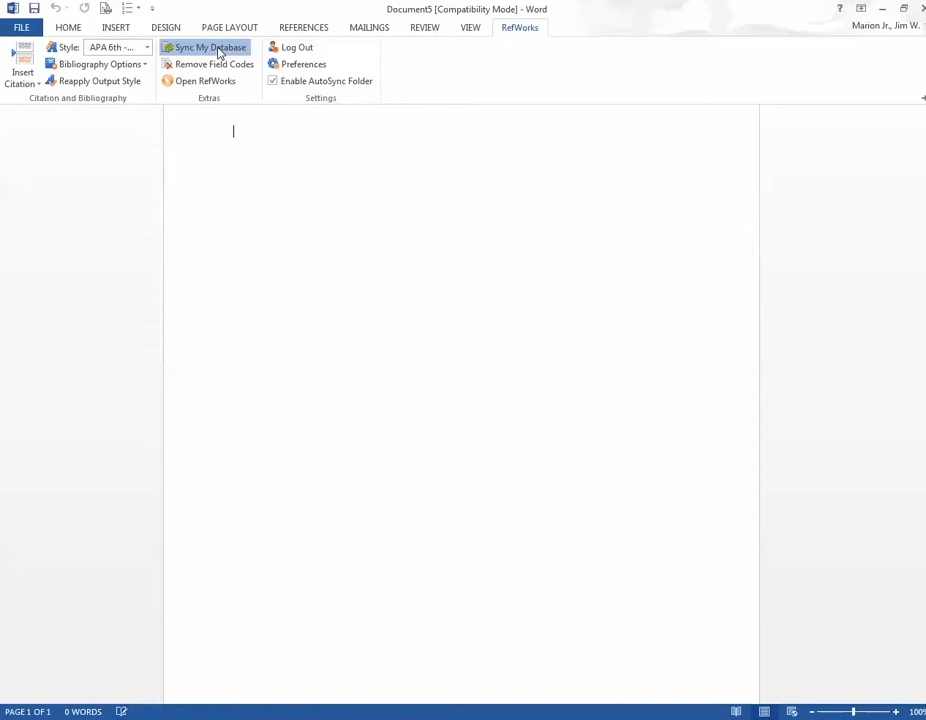 Document5 [Compatibility Mode] - Word
FILE HOME INSERT DESIGN PAGE LAYOUT REFERENCES MAILINGS REVIEW VIEW RefWorks Marion Jr., Jim W.
Insert Citation
Style: APA 6th -...
Bibliography Options
Reapply Output Style
Citation and Bibliography
Sync My Database
Remove Field Codes
Open RefWorks
Extras
Log Out
Preferences
Enable AutoSync Folder
Settings
PAGE 1 OF 1 0 WORDS 100%